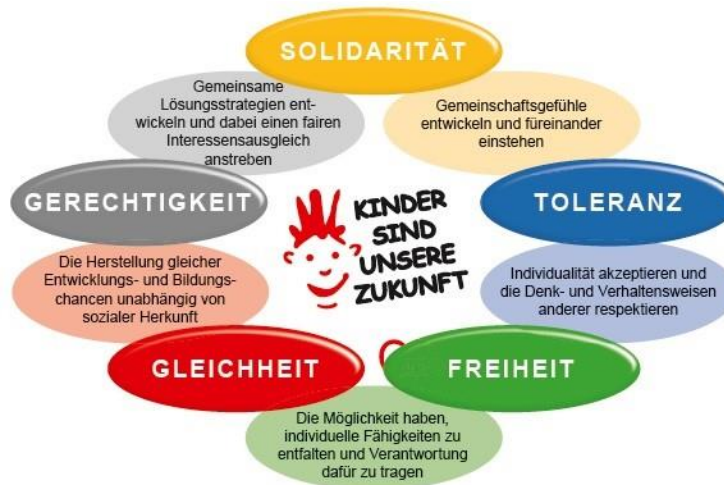 SOLIDARITÄT
Gemeinsame
Lösungsstrategien ent-
wickeln und dabei einen fairen
Interessensausgleich
anstreben
Gemeinschaftsgefühle
entwickeln und füreinander
einstehen
GERECHTIGKEIT
KINDER
SIND
UNSERE
ZUKUNFT
TOLERANZ
Die Herstellung gleicher
Entwicklungs- und Bildungs-
chancen unabhängig von
sozialer Herkunft
Individualität akzeptieren und
die Denk- und Verhaltensweisen
anderer respektieren
GLEICHHEIT
FREIHEIT
Die Möglichkeit haben,
individuelle Fähigkeiten zu
entfalten und Verantwortung
dafür zu tragen